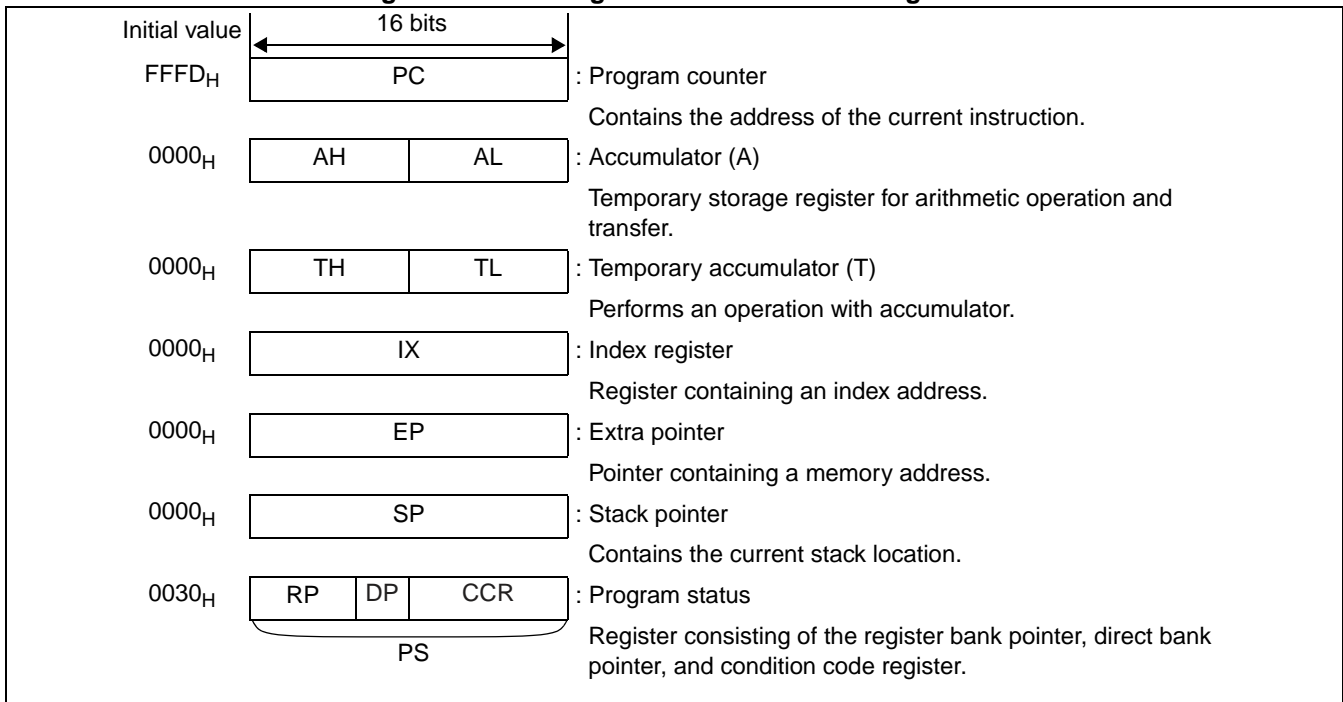 Initial value 16 bits
FFFDH PC : Program counter
Contains the address of the current instruction.
0000H AH AL : Accumulator (A)
Temporary storage register for arithmetic operation and
transfer.
0000H TH TL : Temporary accumulator (T)
Performs an operation with accumulator.
0000H IX : Index register
Register containing an index address.
0000H EP : Extra pointer
Pointer containing a memory address.
0000H SP : Stack pointer
Contains the current stack location.
0030H RP DP CCR : Program status
Register consisting of the register bank pointer, direct bank
PS pointer, and condition code register.